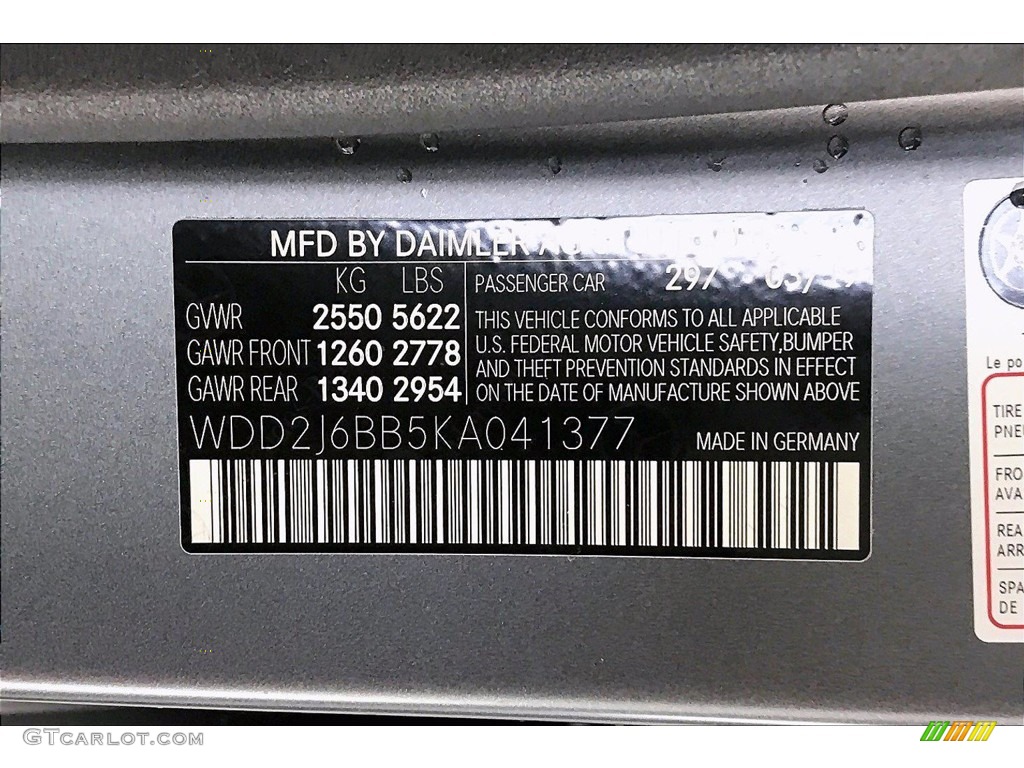 MFD BY DAIMLER
KG LBS
GVWR 2550 5622
GAWR FRONT 1260 2778
GAWR REAR 1340 2954
PASSENGER CAR 297
THIS VEHICLE CONFORMS TO ALL APPLICABLE
U.S. FEDERAL MOTOR VEHICLE SAFETY,BUMPER
AND THEFT PREVENTION STANDARDS IN EFFECT
ON THE DATE OF MANUFACTURE SHOWN ABOVE
WDD2J6BB5KA041377
MADE IN GERMANY
Le po
TIRE
PNE
FRO
AVA
REA
ARR
SPA
DE
GTCarlot.com